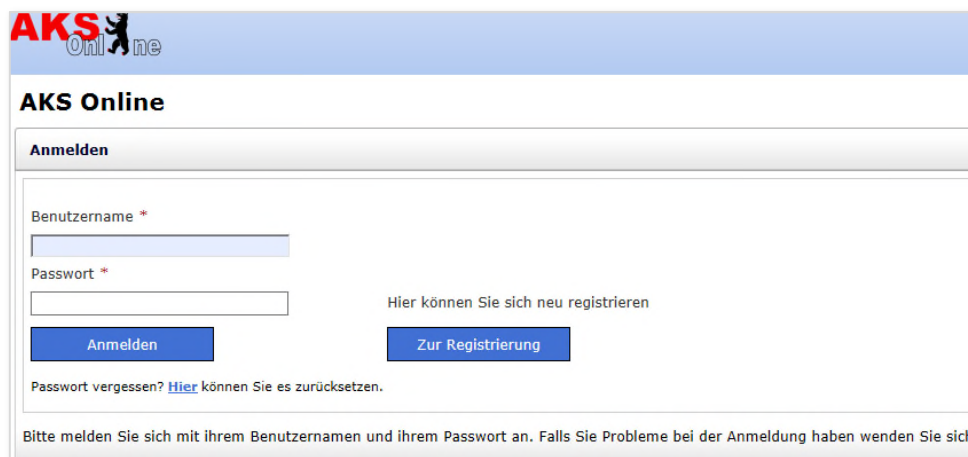 AKS
Online
AKS Online
Anmelden
Benutzername *
Passwort *
Hier können Sie sich neu registrieren
Anmelden
Zur Registrierung
Passwort vergessen? Hier können Sie es zurücksetzen.
Bitte melden Sie sich mit ihrem Benutzernamen und ihrem Passwort an. Falls Sie Probleme bei der Anmeldung haben wenden Sie sich